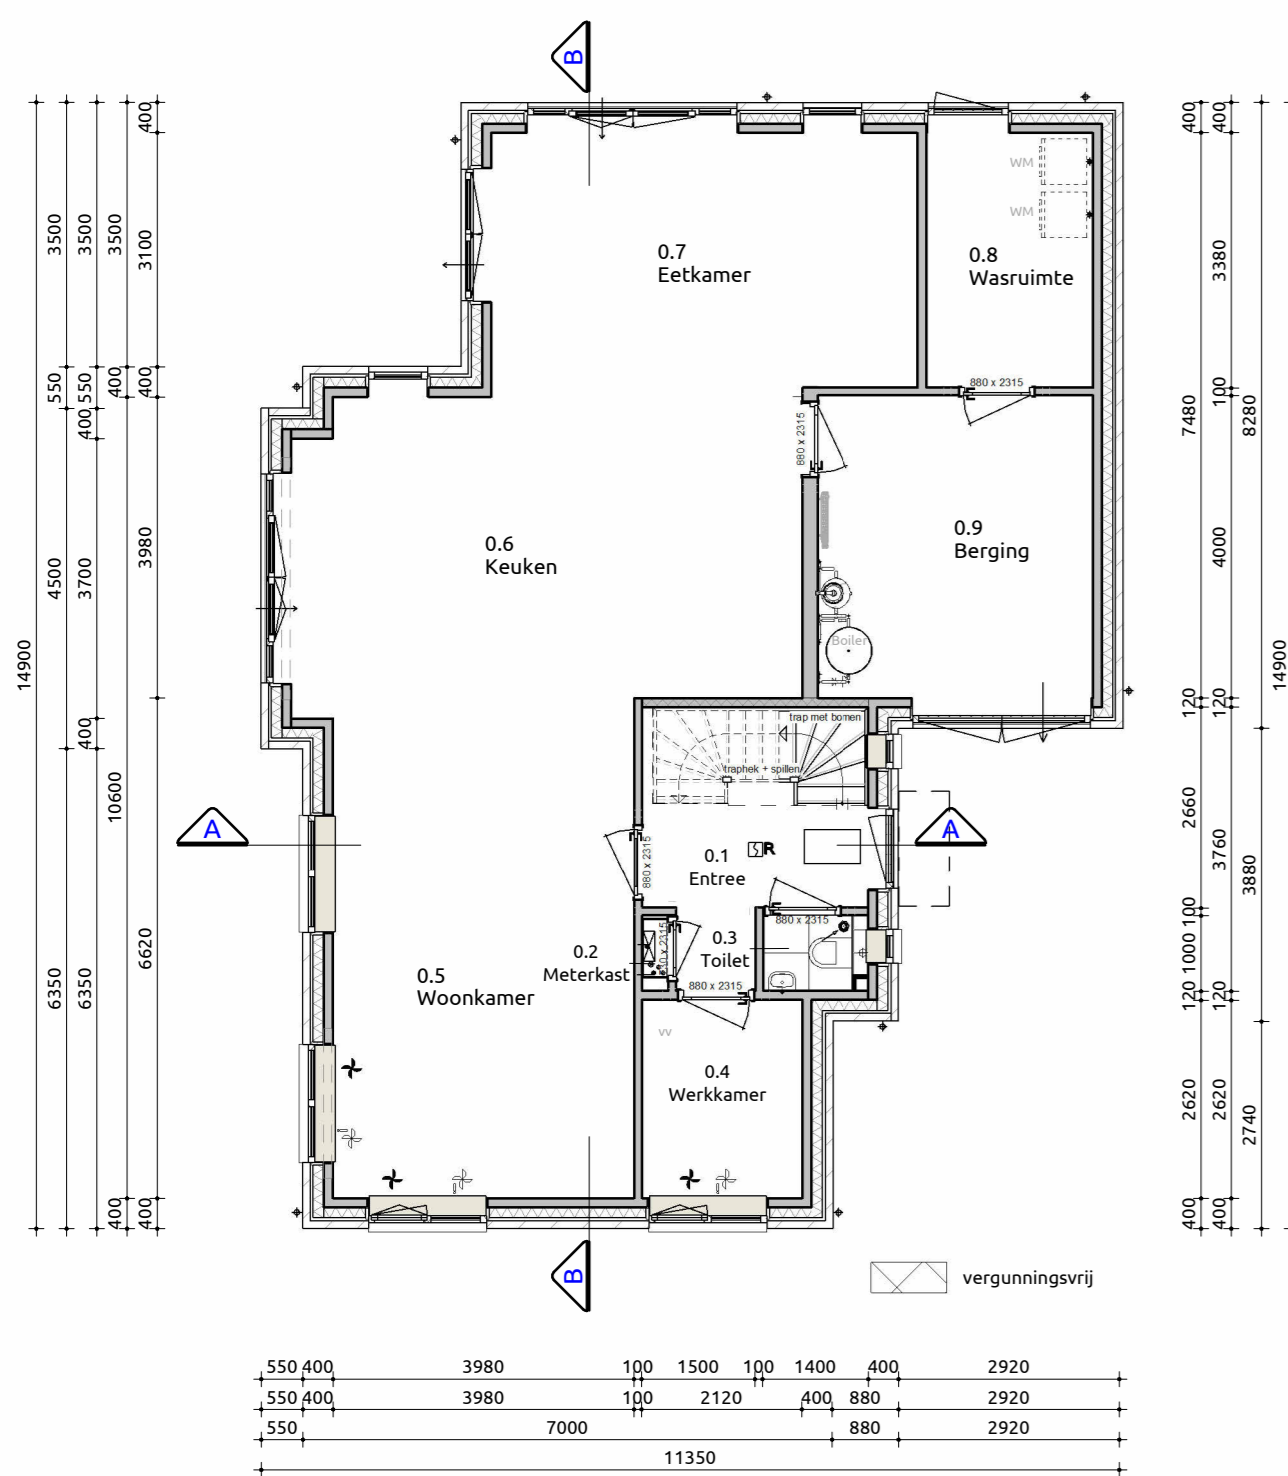 B
400
3500
3500
3500
3100
550
550
400
400
400
14900
4500
3700
3980
400
10600
6350
6350
6620
400
400
400
400
3380
7480
100
8280
4000
14900
120
120
2660
3760
3880
100
1000
120
120
2620
2620
2740
400
400
0.7
Eetkamer
WM
WM
0.8
Wasruimte
880 x 2315
880 x 2315
0.6
Keuken
0.9
Berging
Boiler
trap met bomen
traphek + spillen
A
A
880 x 2315
0.1
Entree
R
880 x 2315
0.2
Meterkast
0.3
Toilet
880 x 2315
0.5
Woonkamer
vv
0.4
Werkkamer
B
vergunningsvrij
550 400 3980 100 1500 100 1400 400 2920
550 400 3980 100 2120 400 880 2920
550 7000 880 2920
11350